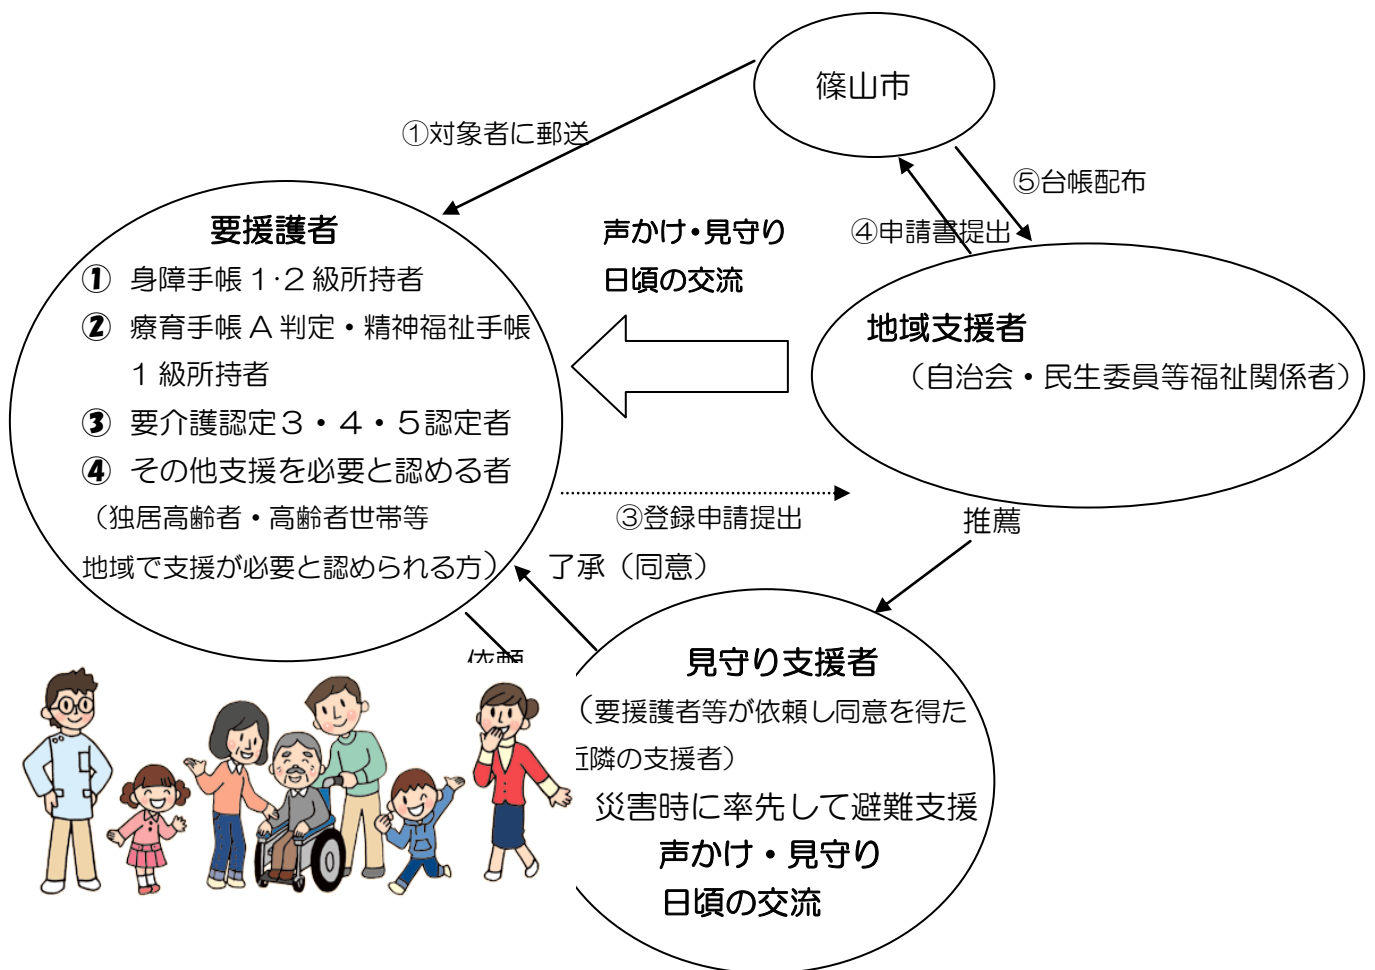 篠山市
①対象者に郵送
⑤台帳配布
④申請書提出
要援護者
① 身障手帳1・2級所持者
② 療育手帳A判定・精神福祉手帳
1級所持者
③ 要介護認定3・4・5認定者
④ その他支援を必要と認める者
(独居高齢者・高齢者世帯等
地域で支援が必要と認められる方)
声かけ・見守り
日頃の交流
地域支援者
(自治会・民生委員等福祉関係者)
③登録申請提出
推薦
了承(同意)
依頼
見守り支援者
(要援護者等が依頼し同意を得た
近隣の支援者)
災害時に率先して避難支援
声かけ・見守り
日頃の交流